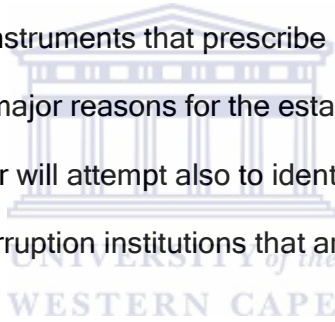 nstruments that prescribe
major reasons for the esta
r will attempt also to ident
rruption institutions that ar
UNIVERSITY of the
WESTERN CAPE